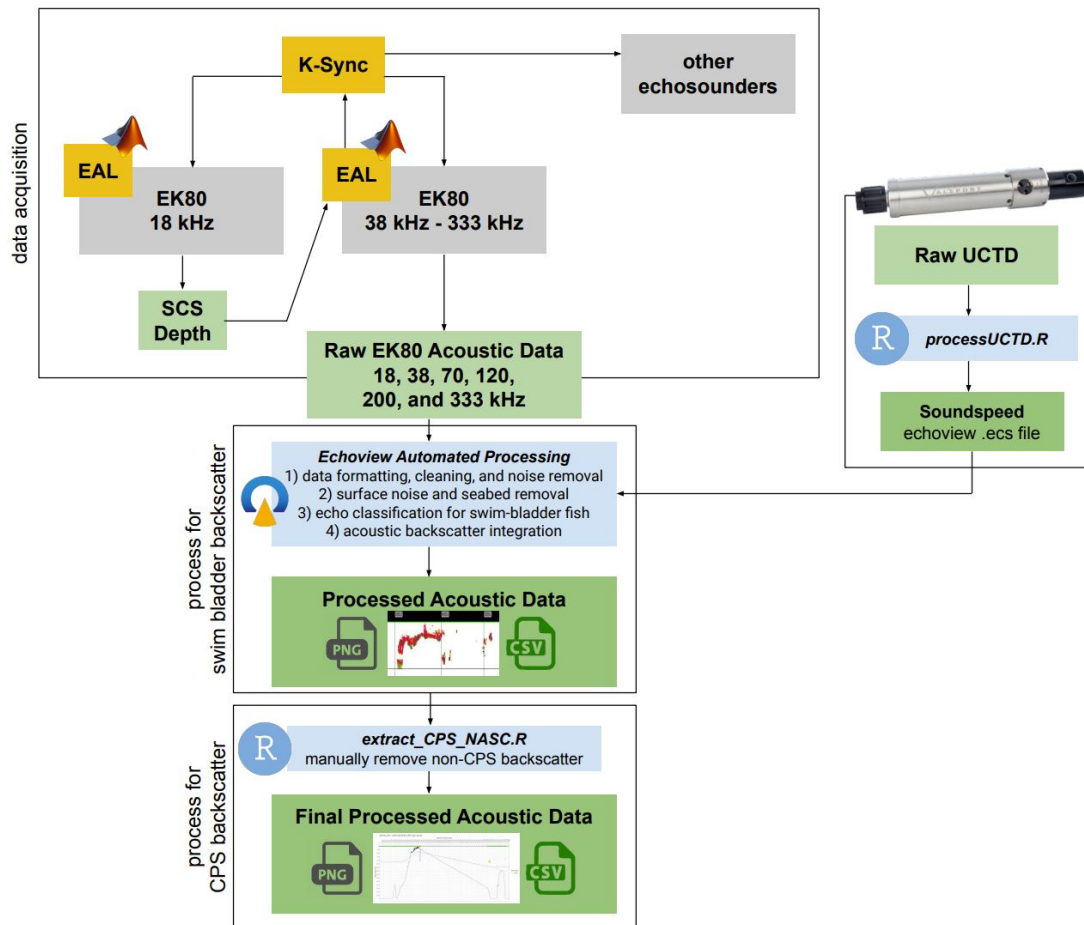 data acquisition
K-Sync
other
echosounders
EAL
EK80
18 kHz
EAL
EK80
38 kHz - 333 kHz
SCS
Depth
Raw EK80 Acoustic Data
18, 38, 70, 120,
200, and 333 kHz
VALEPORT
Raw UCTD
R
processUCTD.R
Soundspeed
echoview .ecs file
process for
swim bladder backscatter
Echoview Automated Processing
1) data formatting, cleaning, and noise removal
2) surface noise and seabed removal
3) echo classification for swim-bladder fish
4) acoustic backscatter integration
Processed Acoustic Data
PNG
CSV
process for
CPS backscatter
R
extract_CPS_NASC.R
manually remove non-CPS backscatter
Final Processed Acoustic Data
PNG
CSV